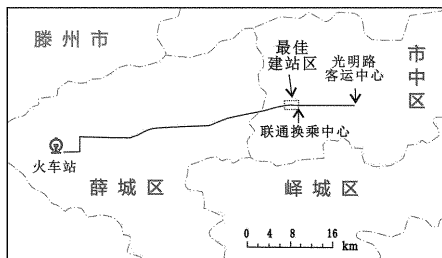 滕州市
最佳
建站区
光明路
客运中心
市中区
联通换乘中心
火车站
薛城区
峄城区
0 4 8 16
km